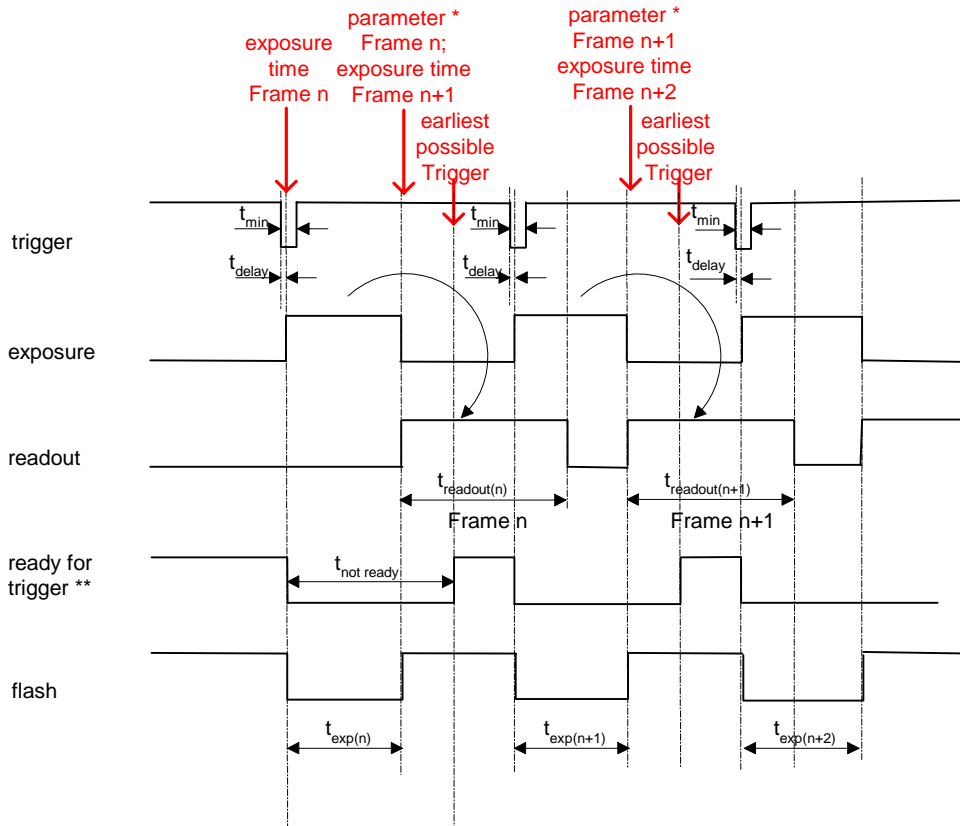 exposure
time
Frame n
parameter *
Frame n;
exposure time
Frame n+1
earliest
possible
Trigger
parameter *
Frame n+1
exposure time
Frame n+2
earliest
possible
Trigger
trigger
tmin
tmin
tmin
tdelay
tdelay
tdelay
exposure
readout
treadout(n)
treadout(n+1)
Frame n
Frame n+1
ready for
trigger **
tnot ready
flash
texp(n)
texp(n+1)
texp(n+2)